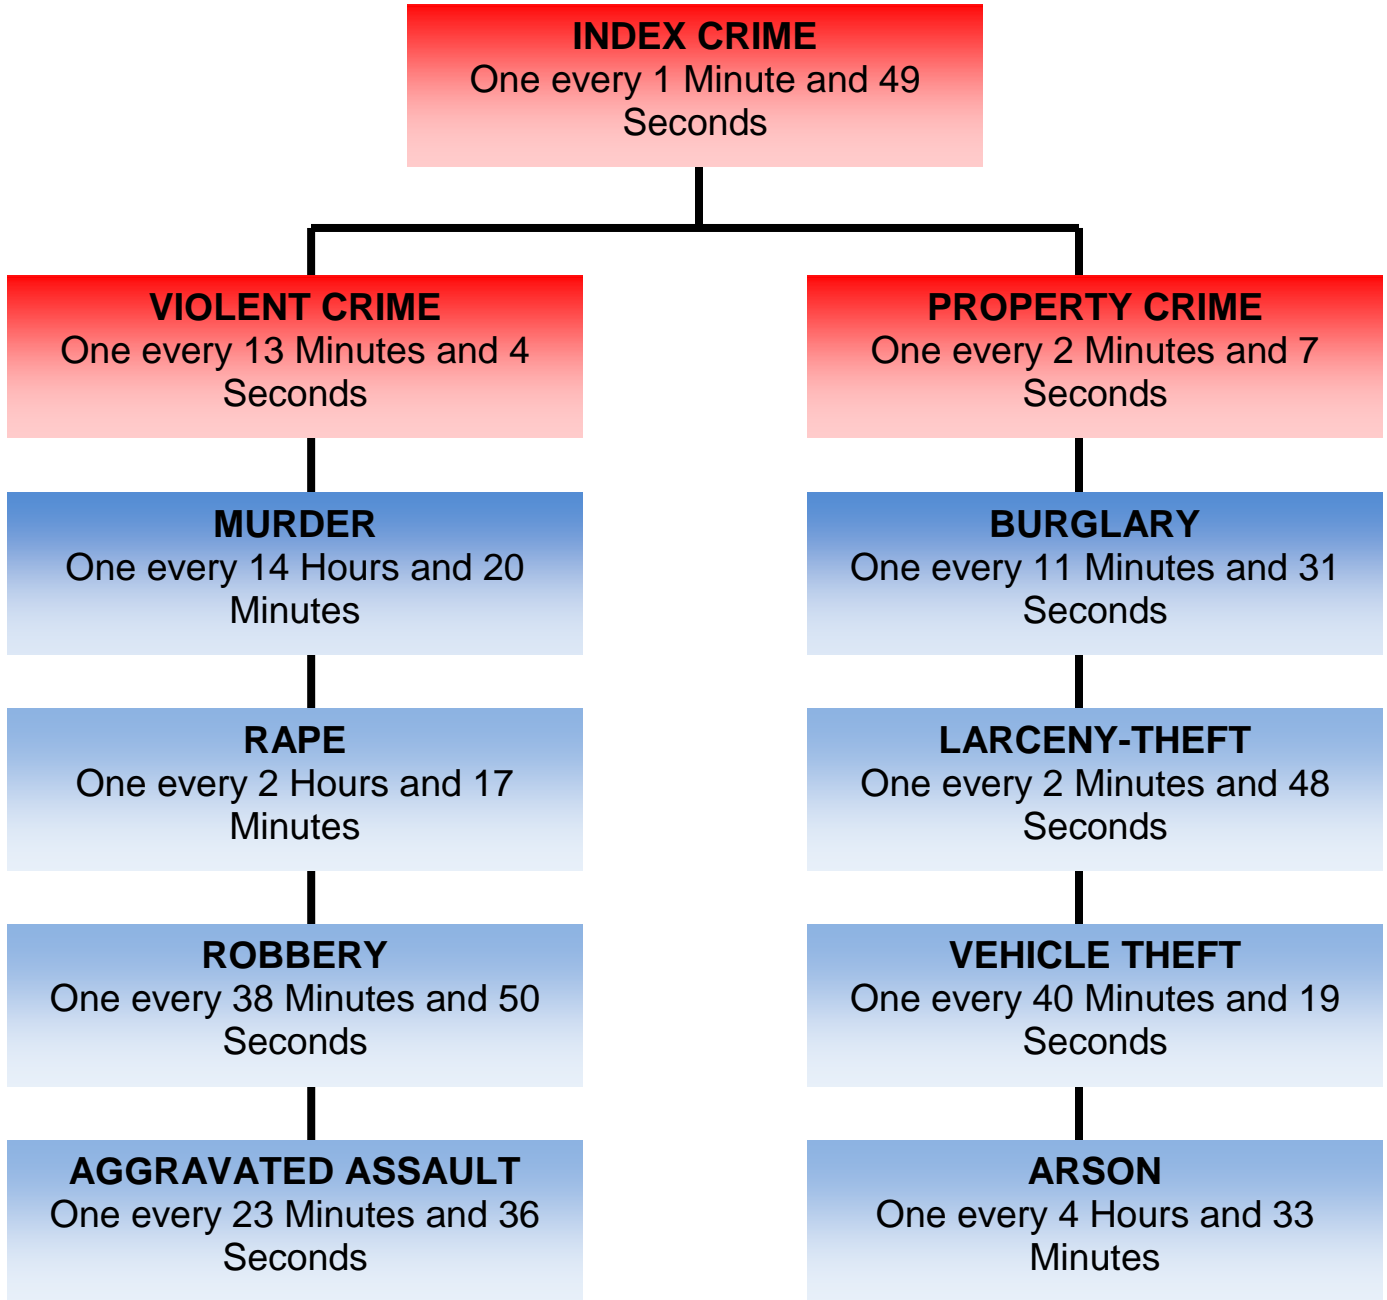 INDEX CRIME
One every 1 Minute and 49
Seconds
VIOLENT CRIME
One every 13 Minutes and 4
Seconds
PROPERTY CRIME
One every 2 Minutes and 7
Seconds
MURDER
One every 14 Hours and 20
Minutes
BURGLARY
One every 11 Minutes and 31
Seconds
RAPE
One every 2 Hours and 17
Minutes
LARCENY-THEFT
One every 2 Minutes and 48
Seconds
ROBBERY
One every 38 Minutes and 50
Seconds
VEHICLE THEFT
One every 40 Minutes and 19
Seconds
AGGRAVATED ASSAULT
One every 23 Minutes and 36
Seconds
ARSON
One every 4 Hours and 33
Minutes